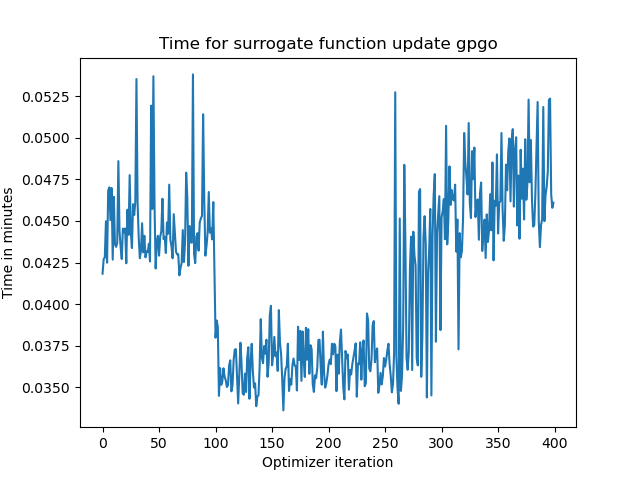 Time for surrogate function update gpgo
Time in minutes
0.0525
0.0500
0.0475
0.0450
0.0425
0.0400
0.0375
0.0350
0 50 100 150 200 250 300 350 400
Optimizer iteration